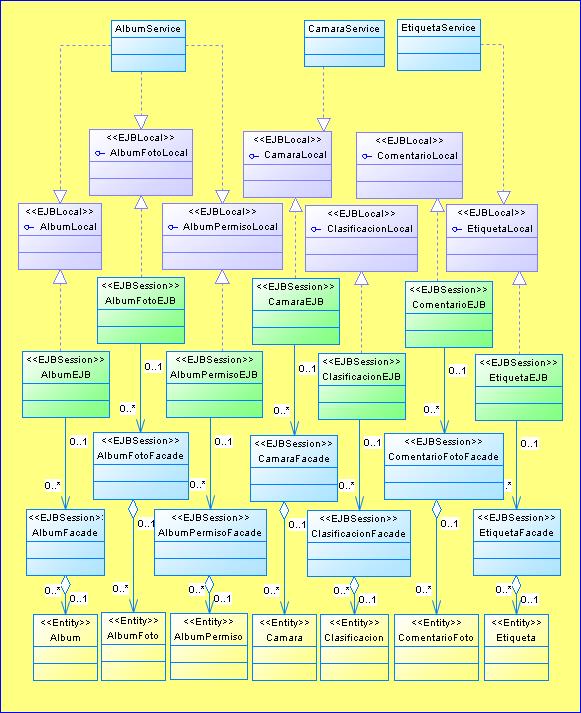 AlbumService
CamaraService
EtiquetaService
<<EJBLocal>>
AlbumFotoLocal
<<EJBLocal>>
CamaraLocal
<<EJBLocal>>
ComentarioLocal
<<EJBLocal>>
AlbumLocal
<<EJBLocal>>
AlbumPermisoLocal
<<EJBLocal>>
ClasificacionLocal
<<EJBLocal>>
EtiquetaLocal
<<EJBSession>>
AlbumFotoEJB
<<EJBSession>>
CamaraEJB
<<EJBSession>>
ComentarioEJB
<<EJBSession>>
AlbumEJB
<<EJBSession>>
AlbumPermisoEJB
<<EJBSession>>
ClasificacionEJB
<<EJBSession>>
EtiquetaEJB
0..1
0..1
0..1
0..*
0..*
0..*
0..1
0..1
0..1
0..1
<<EJBSession>>
AlbumFotoFacade
<<EJBSession>>
CamaraFacade
<<EJBSession>>
ComentarioFotoFacade
0..*
0..*
0..*
.*
<<EJBSession>>
AlbumFacade
<<EJBSession>>
AlbumPermisoFacade
<<EJBSession>>
ClasificacionFacade
<<EJBSession>>
EtiquetaFacade
0..1
0..1
0..1
0..*
0..*
0..*
0..*
0..*
0..*
0..*
0..1
0..1
0..1
0..1
<<Entity>>
Album
<<Entity>>
AlbumFoto
<<Entity>>
AlbumPermiso
<<Entity>>
Camara
<<Entity>>
Clasificacion
<<Entity>>
ComentarioFoto
<<Entity>>
Etiqueta